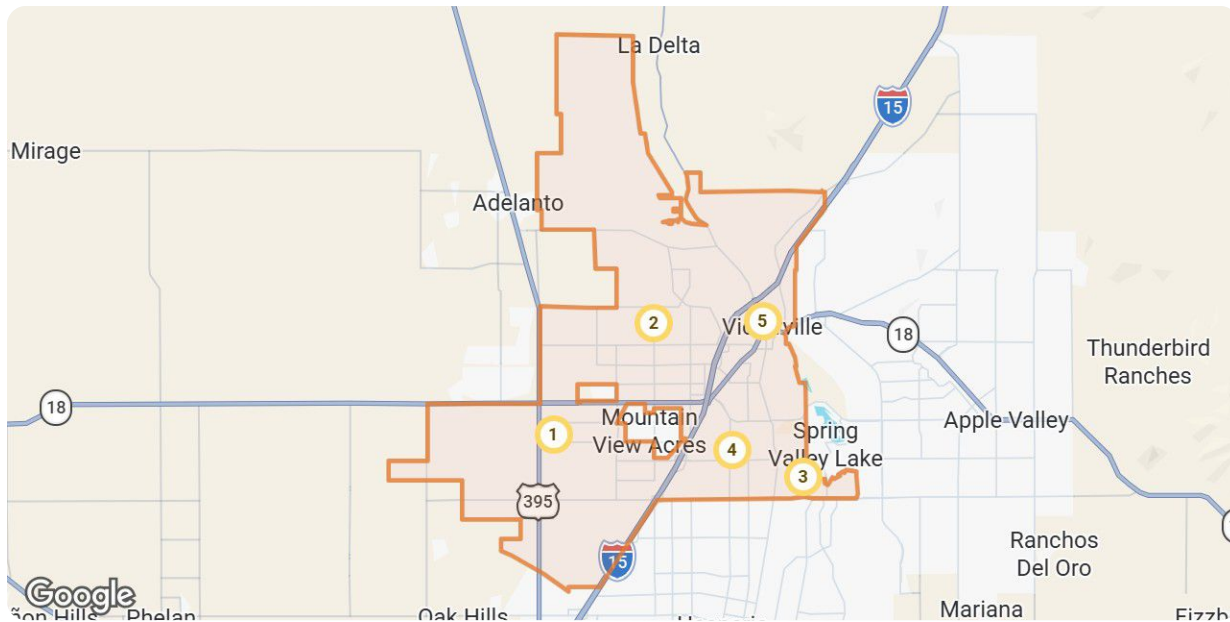 La Delta
15
Mirage
Adelanto
2
5
Victorville
18
Thunderbird
Ranches
18
Mountain
View Acres
1
4
Spring
Valley Lake
Apple Valley
3
395
15
Ranchos
Del Oro
Google
Phelan
Oak Hills
Mariana